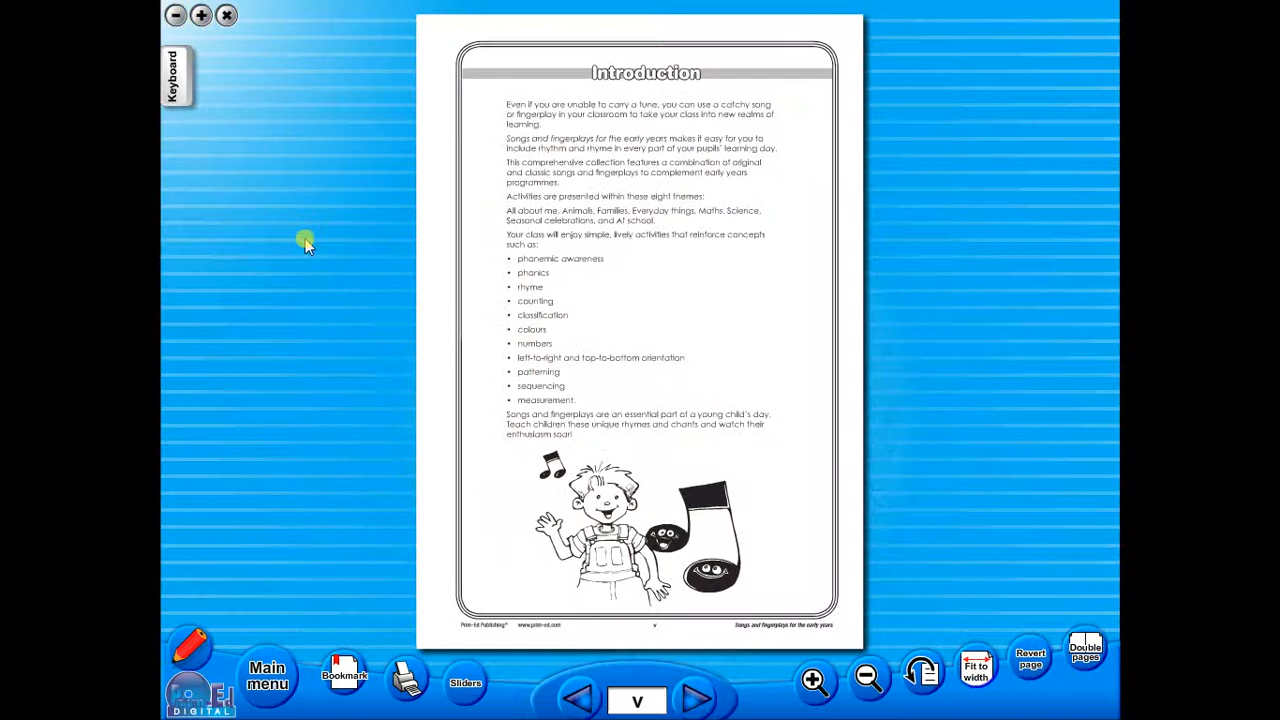 Keyboard
Introduction
Even if you are unable to carry a tune, you can use a catchy song
or fingerplay in your classroom to take your class into new realms of
learning.
Songs and fingerplays for the early years makes it easy for you to
include rhythm and rhyme in every part of your pupils' learning day.
This comprehensive collection features a combination of original
and classic songs and fingerplays to complement early years
programmes.
Activities are presented within these eight themes:
All about me, Animals, Families, Everyday things, Maths, Science,
Seasonal celebrations, and At school.
Your class will enjoy simple, lively activities that reinforce concepts
such as:
• phonemic awareness
• phonics
• rhyme
• counting
• classification
• colours
• numbers
• left-to-right and top-to-bottom orientation
• patterning
• sequencing
• measurement.
Songs and fingerplays are an essential part of a young child's day.
Teach children these unique rhymes and chants and watch their
enthusiasm soar!
Prim-Ed Publishing™ www.prim-ed.com v Songs and fingerplays for the early years
Main
menu
Bookmark
Sliders
v
Fit to
width
Revert
page
Double
pages
Prim Ed
DIGITAL